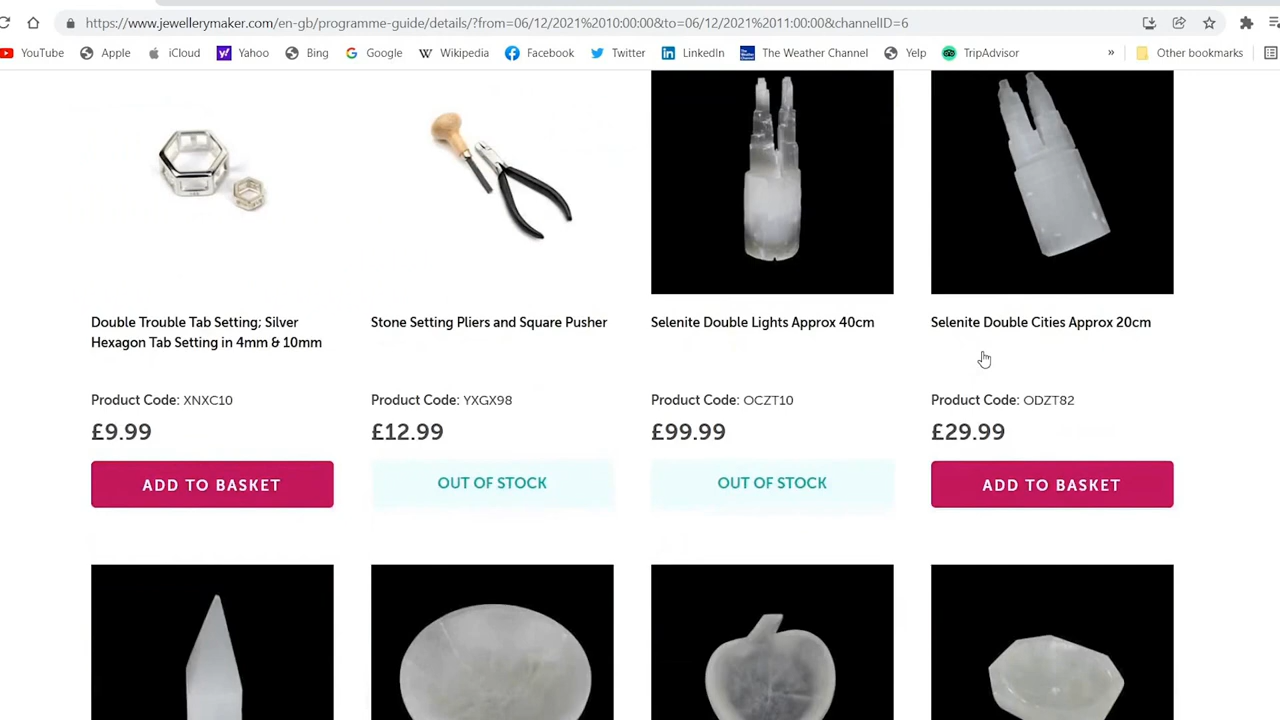 https://www.jewellerymaker.com/en-gb/programme-guide/details/?from=06/12/2021%2010:00:00&to=06/12/2021%2011:00:00&channelID=6
YouTube Apple iCloud Yahoo Bing Google Wikipedia Facebook Twitter LinkedIn The Weather Channel Yelp TripAdvisor » Other bookmarks
Double Trouble Tab Setting; Silver
Hexagon Tab Setting in 4mm & 10mm
Product Code: XNXC10
£9.99
ADD TO BASKET
Stone Setting Pliers and Square Pusher
Product Code: YXGX98
£12.99
OUT OF STOCK
Selenite Double Lights Approx 40cm
Product Code: OCZT10
£99.99
OUT OF STOCK
Selenite Double Cities Approx 20cm
Product Code: ODZT82
£29.99
ADD TO BASKET